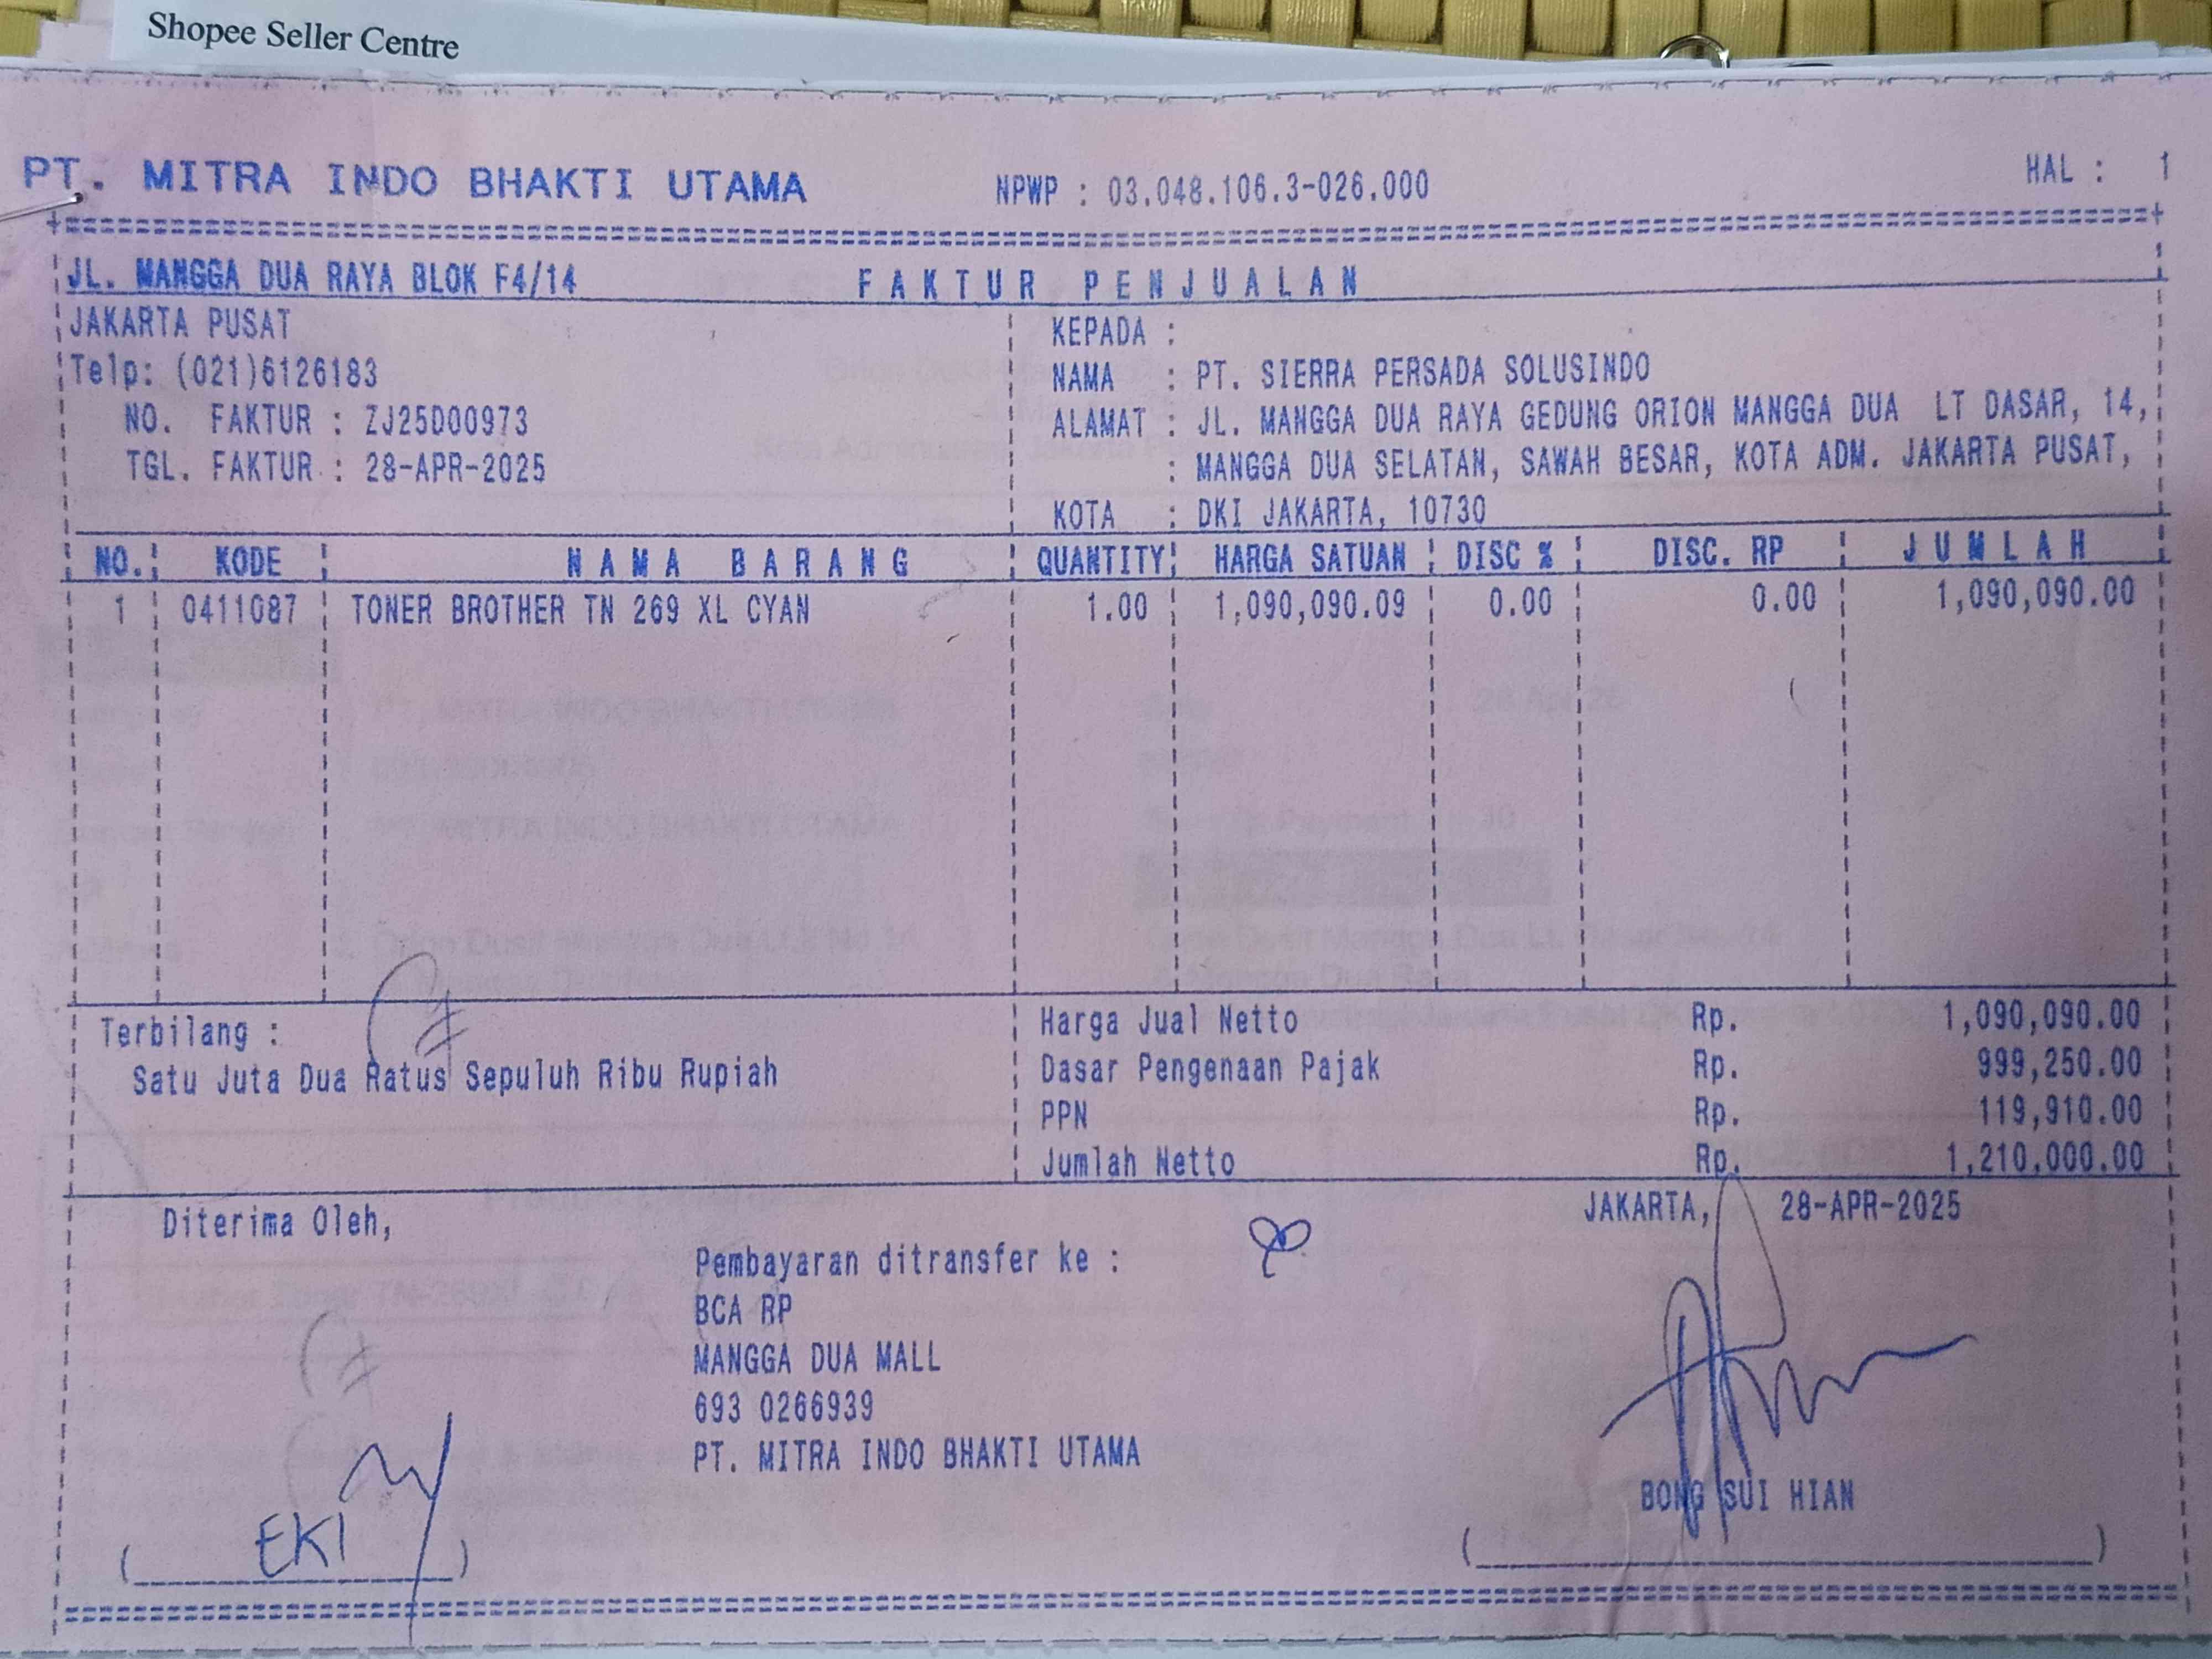 Shopee Seller Centre
PT. MITRA INDO BHAKTI UTAMA NPWP : 03.048.106.3-026.000 HAL : 1
JL. MANGGA DUA RAYA BLOK F4/14 FAKTUR PENJUALAN
JAKARTA PUSAT
Telp: (021)6126183
NO. FAKTUR : ZJ25D00973
TGL. FAKTUR : 28-APR-2025
KEPADA :
NAMA : PT. SIERRA PERSADA SOLUSINDO
ALAMAT : JL. MANGGA DUA RAYA GEDUNG ORION MANGGA DUA LT DASAR, 14,
: MANGGA DUA SELATAN, SAWAH BESAR, KOTA ADM. JAKARTA PUSAT,
KOTA : DKI JAKARTA, 10730
NO. KODE NAMA BARANG QUANTITY HARGA SATUAN DISC % DISC. RP JUMLAH
1 0411087 TONER BROTHER TN 269 XL CYAN 1.00 1,090,090.09 0.00 0.00 1,090,090.00
Terbilang :
Satu Juta Dua Ratus Sepuluh Ribu Rupiah
Harga Jual Netto Rp. 1,090,090.00
Dasar Pengenaan Pajak Rp. 999,250.00
PPN Rp. 119,910.00
Jumlah Netto Rp. 1,210,000.00
Diterima Oleh,
JAKARTA, 28-APR-2025
Pembayaran ditransfer ke :
BCA RP
MANGGA DUA MALL
693 0266939
PT. MITRA INDO BHAKTI UTAMA
BONG SUI HIAN
EKI